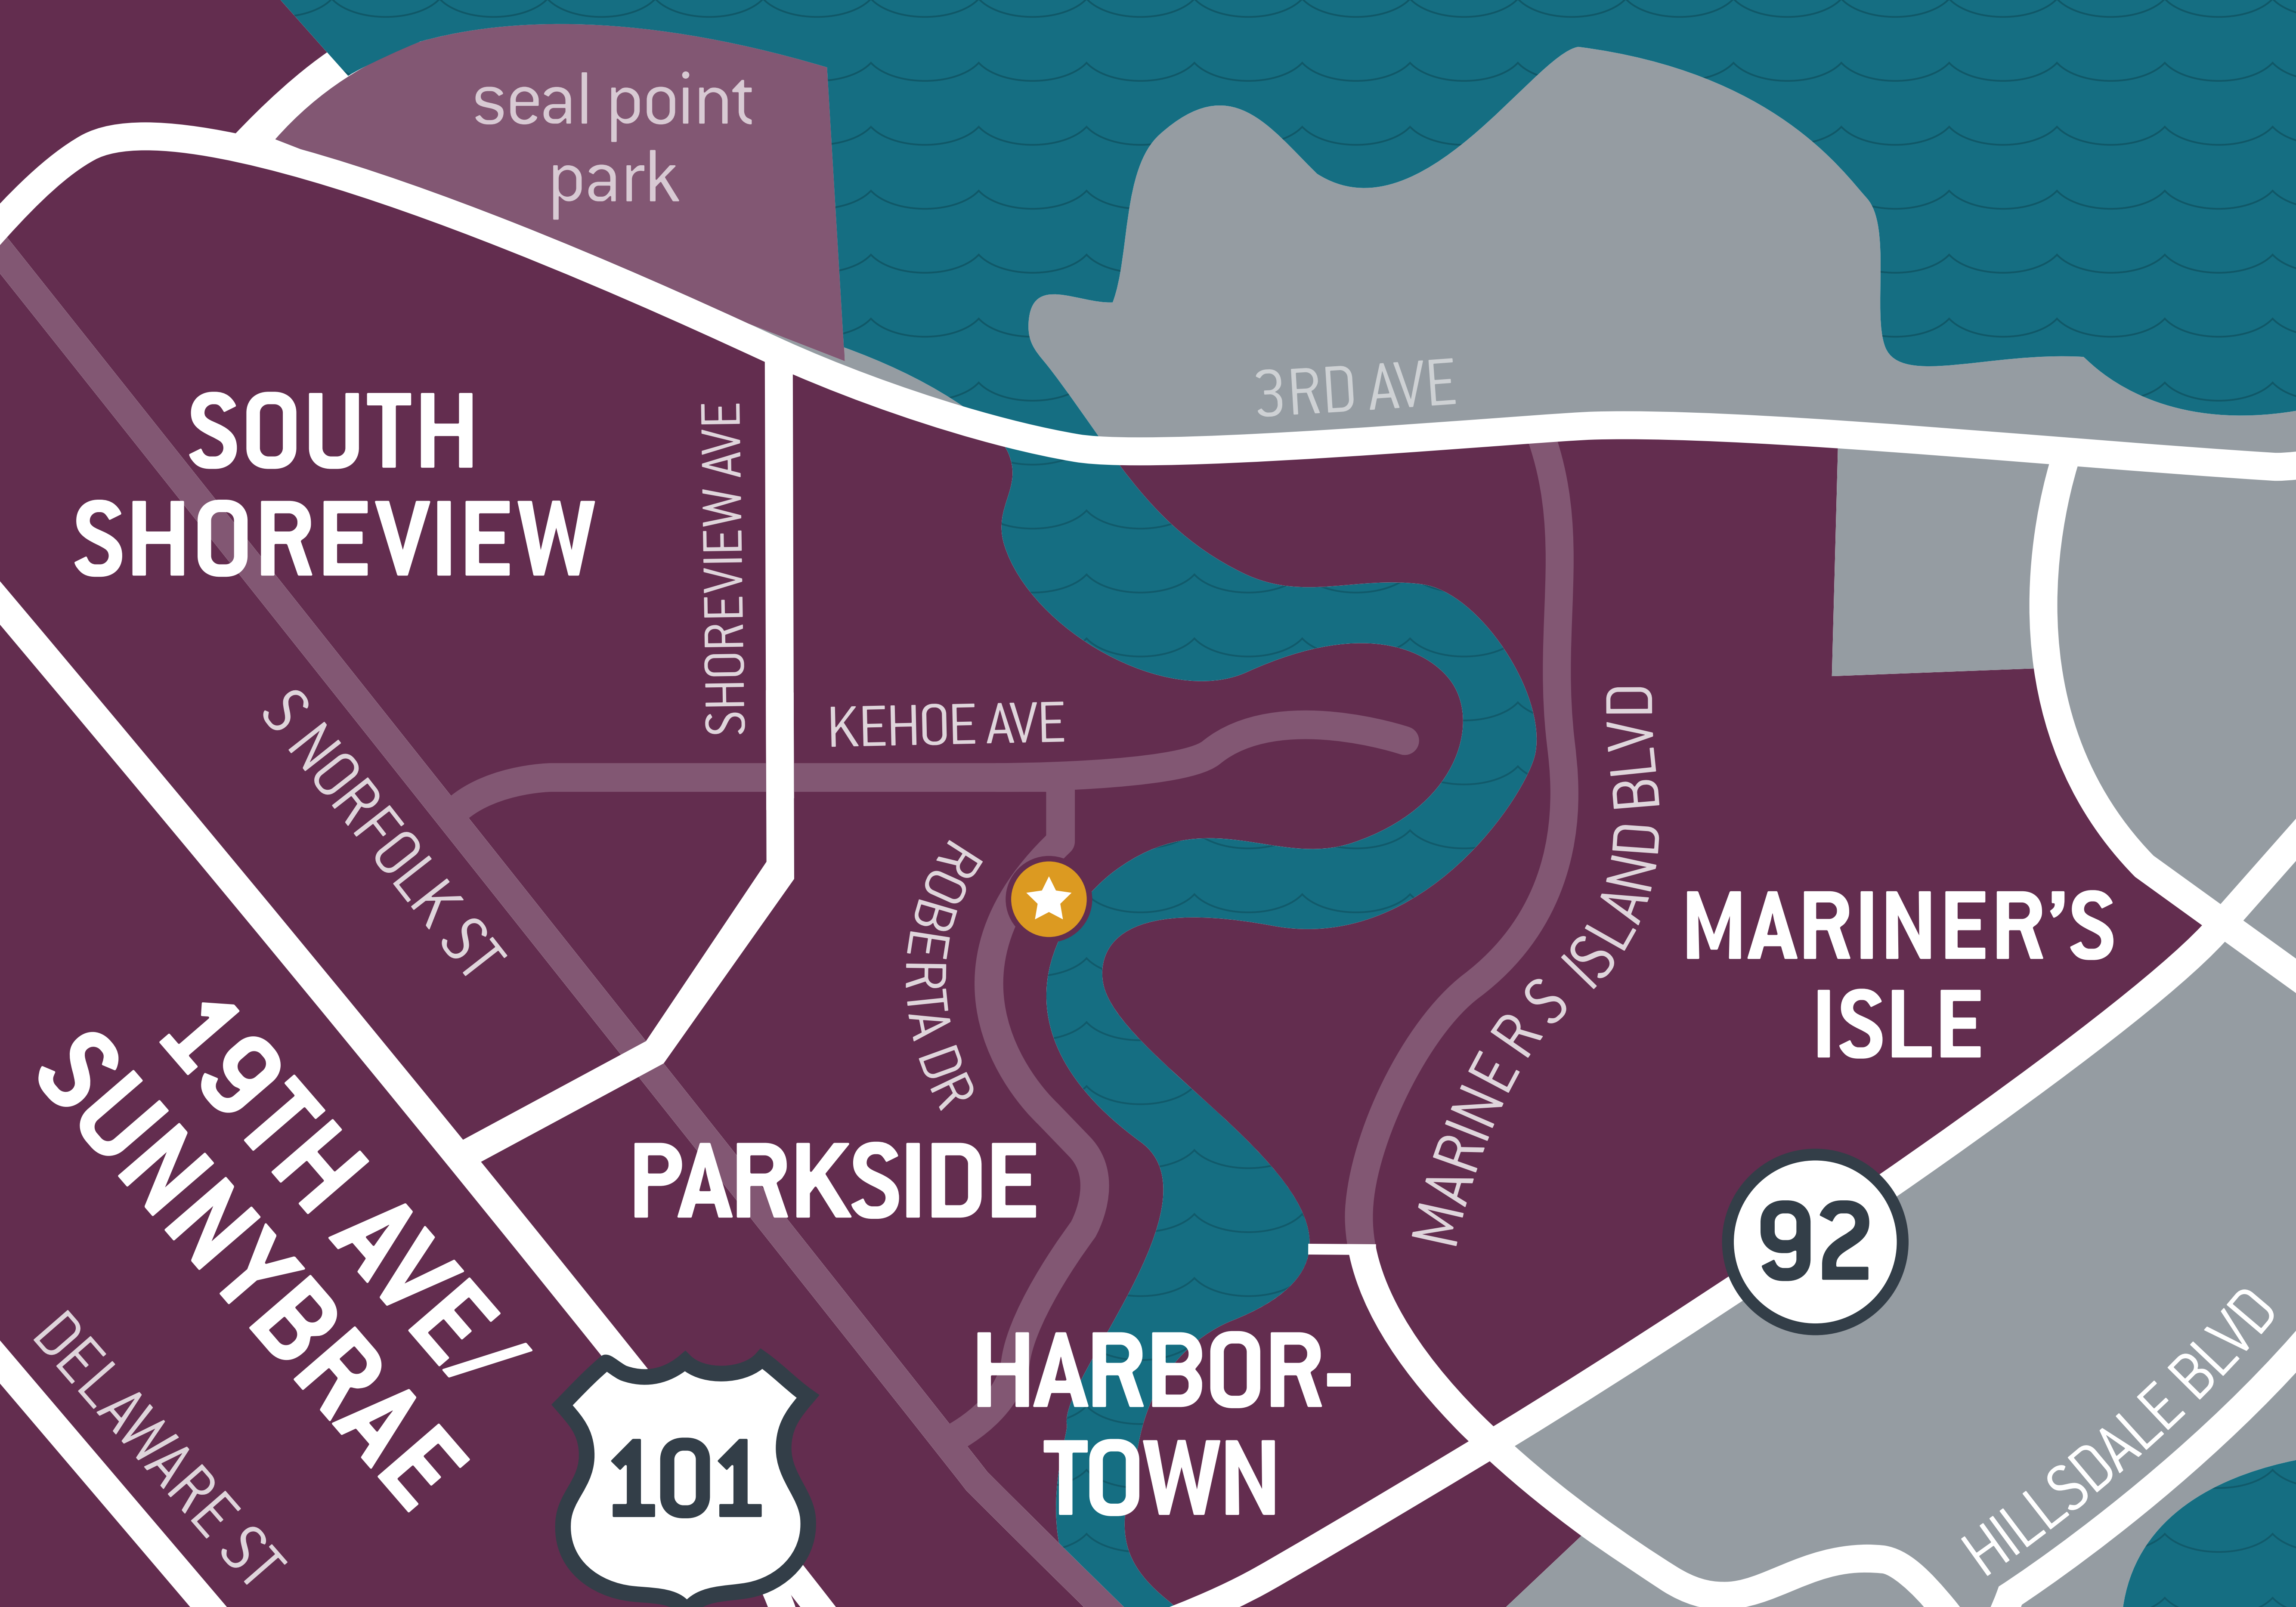 seal point
park
3RD AVE
SOUTH
SHOREVIEW
SHOREVIEW AVE
KEHOE AVE
S NORFOLK ST
ROBERTA DR
MARINER S ISLAND BLVD
MARINER'S
ISLE
19TH AVE/
SUNNYBRAE
PARKSIDE
92
HARBOR-
TOWN
DELAWARE ST
101
HILLSDALE BLVD